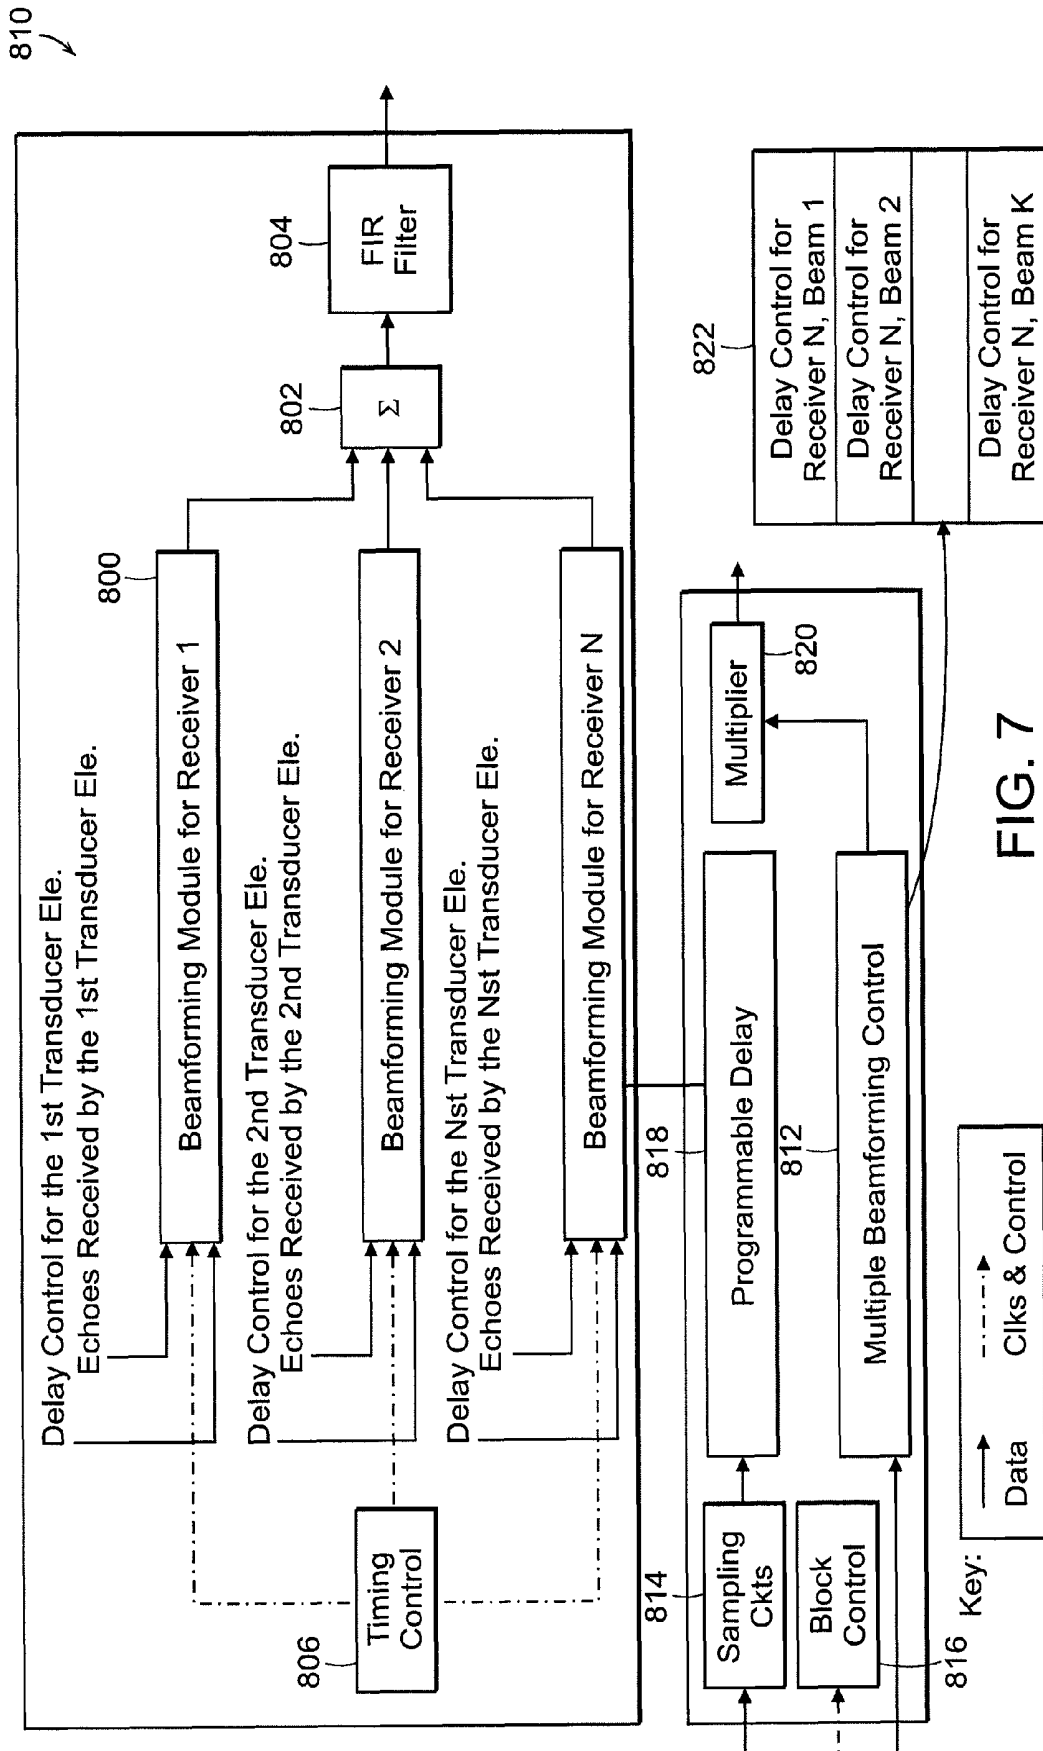 810
Delay Control for the 1st Transducer Ele.
Echoes Received by the 1st Transducer Ele.
800
Beamforming Module for Receiver 1
Delay Control for the 2nd Transducer Ele.
Echoes Received by the 2nd Transducer Ele.
Beamforming Module for Receiver 2
Delay Control for the Nst Transducer Ele.
Echoes Received by the Nst Transducer Ele.
Beamforming Module for Receiver N
806
Timing
Control
802
Σ
804
FIR
Filter
814
Sampling
Ckts
Block
Control
816
818
Programmable Delay
812
Multiple Beamforming Control
Multiplier
820
822
Delay Control for
Receiver N, Beam 1
Delay Control for
Receiver N, Beam 2
Delay Control for
Receiver N, Beam K
Key:
Data
Clks & Control
FIG. 7